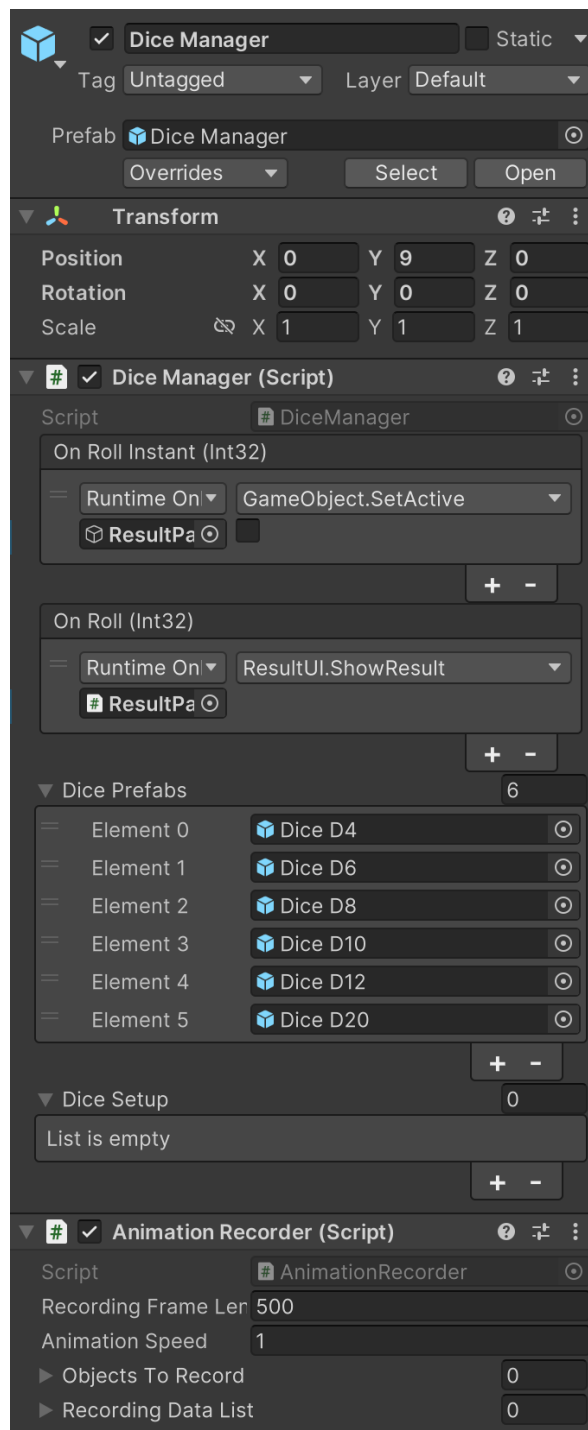 Dice Manager Static
Tag Untagged Layer Default
Prefab Dice Manager
Overrides Select Open
Transform
Position X 0 Y 9 Z 0
Rotation X 0 Y 0 Z 0
Scale X 1 Y 1 Z 1
# Dice Manager (Script)
Script # DiceManager
On Roll Instant (Int32)
Runtime Onl GameObject.SetActive
ResultPa
+ -
On Roll (Int32)
Runtime Onl ResultUI.ShowResult
# ResultPa
+ -
Dice Prefabs 6
Element 0 Dice D4
Element 1 Dice D6
Element 2 Dice D8
Element 3 Dice D10
Element 4 Dice D12
Element 5 Dice D20
+ -
Dice Setup 0
List is empty
+ -
# Animation Recorder (Script)
Script # AnimationRecorder
Recording Frame Len 500
Animation Speed 1
Objects To Record 0
Recording Data List 0